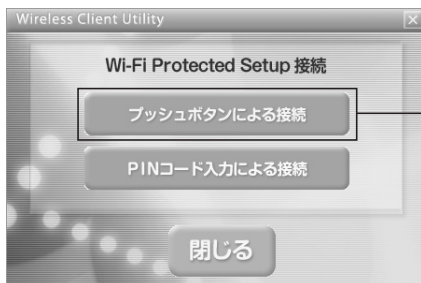 Wireless Client Utility
Wi-Fi Protected Setup 接続
プッシュボタンによる接続
PINコード入力による接続
閉じる